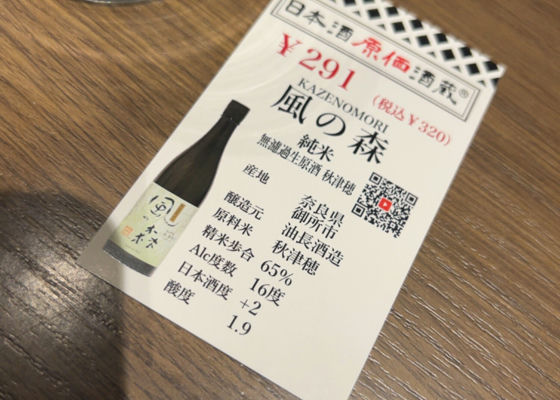 日本酒原価酒蔵®
¥291
(税込¥320)
KAZENOMORI
風の森
純米
無濾過生原酒 秋津穂
産地 奈良県
御所市
醸造元 油長酒造
原料米 秋津穂
精米歩合 65%
Alc度数 16度
日本酒度 +2
酸度 1.9
風
の
森